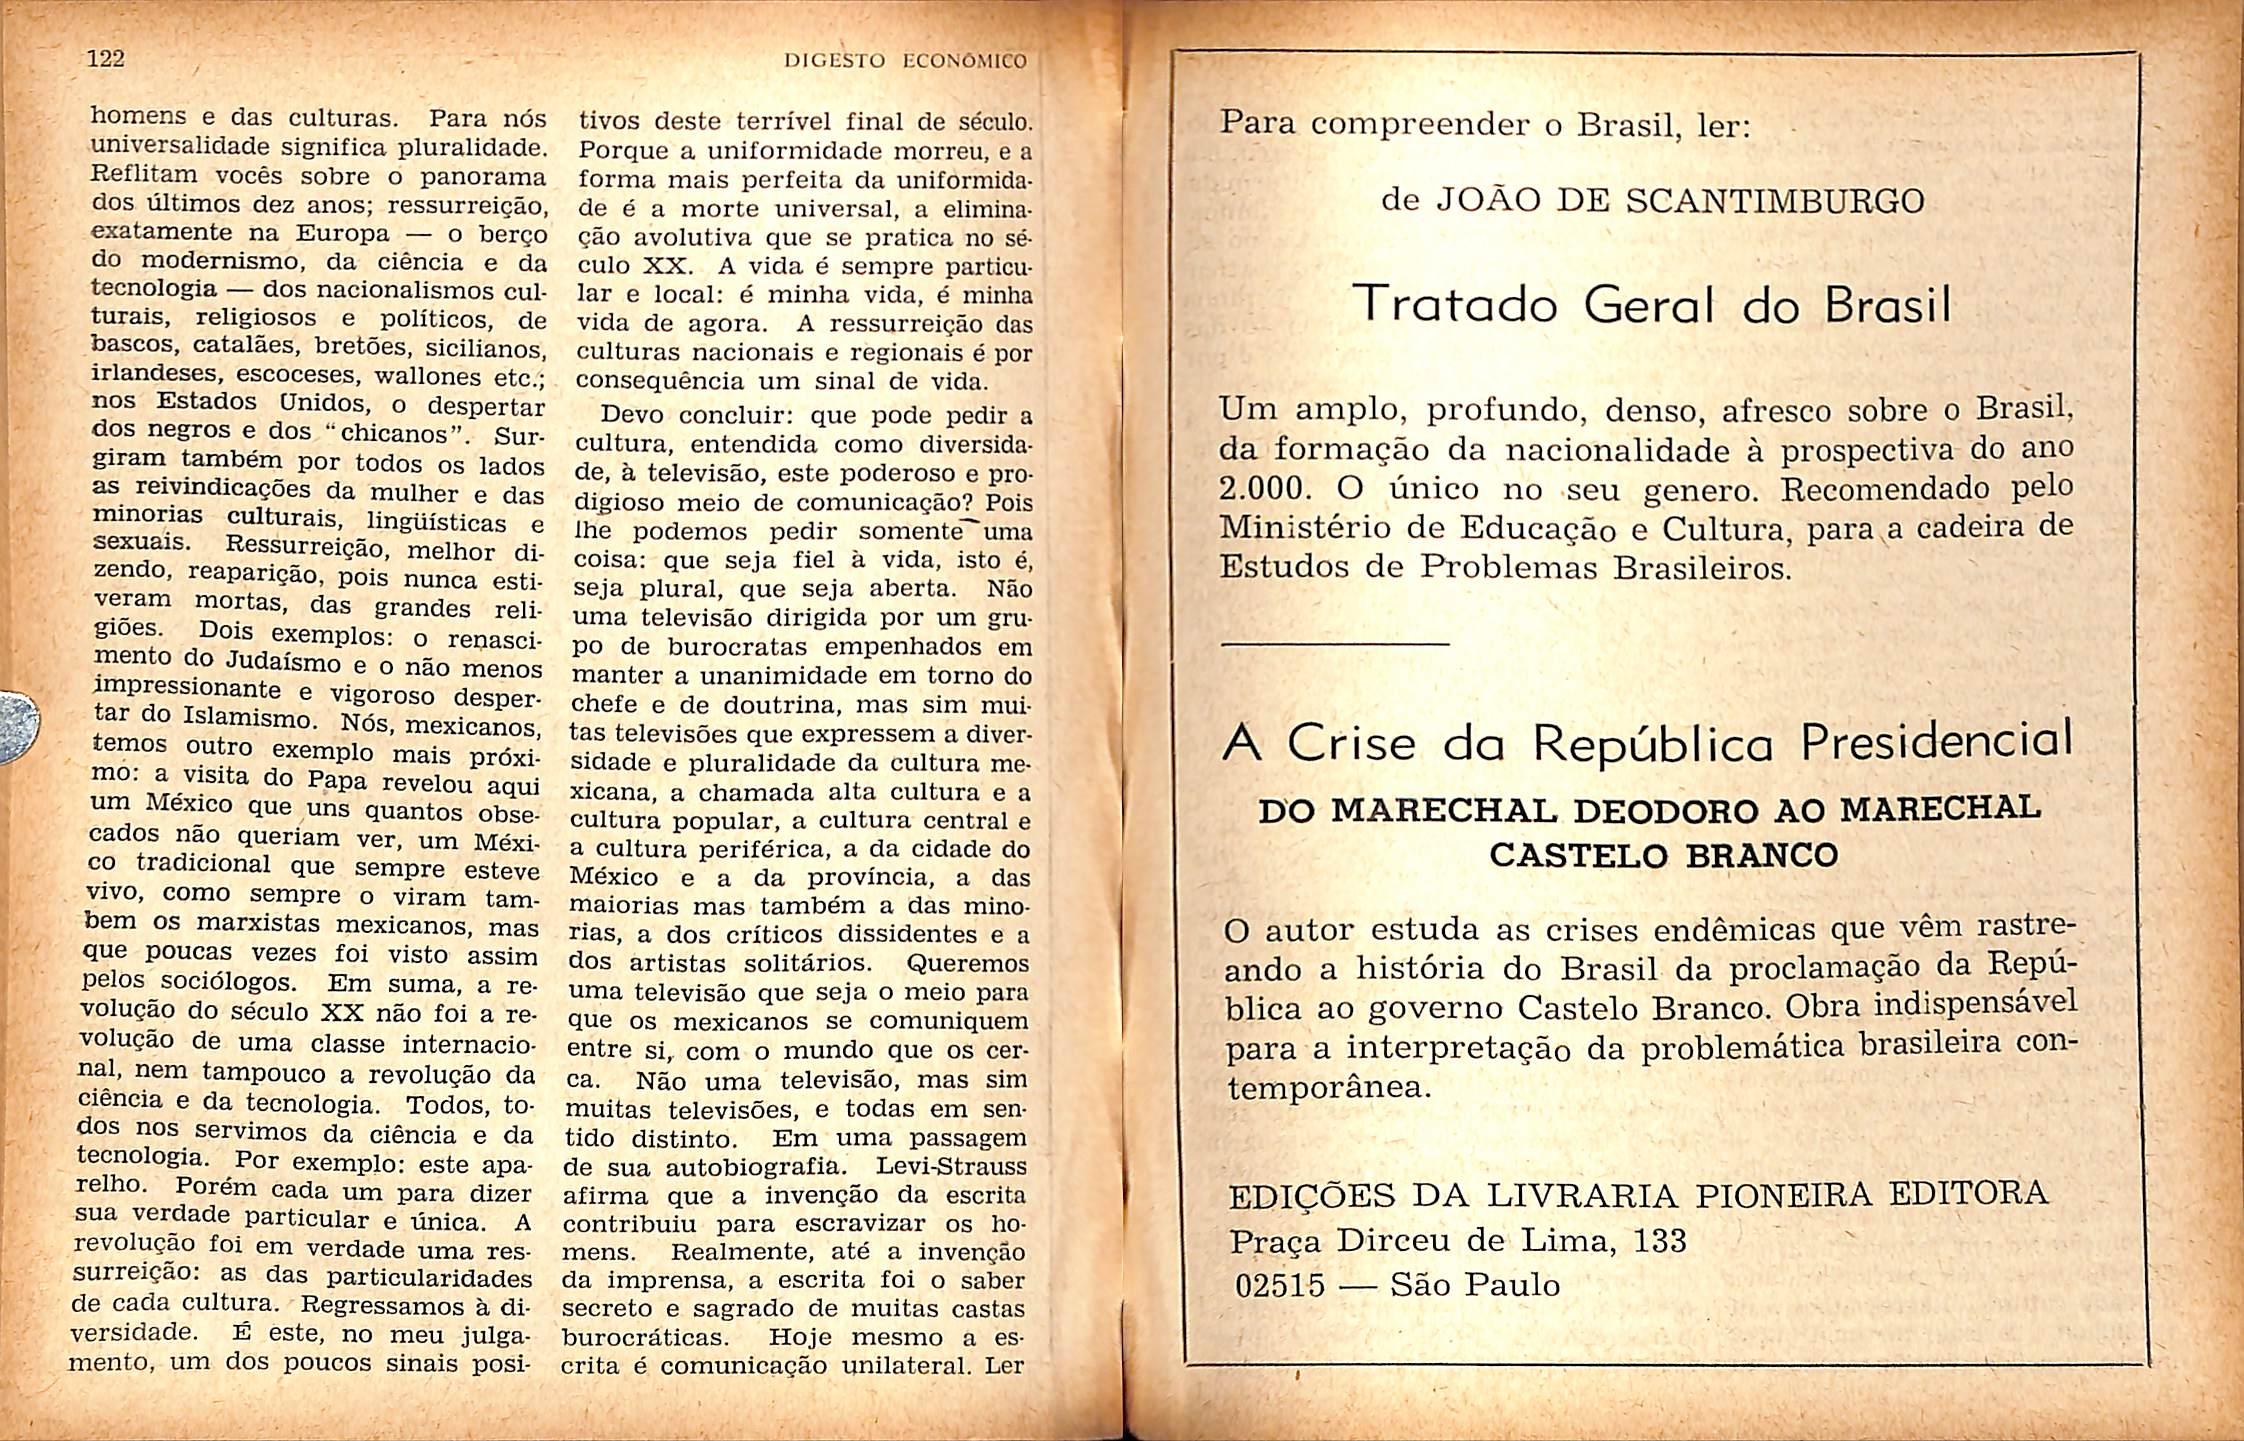 122
DIGESTO ECONÔMICO
homens e das culturas. Para nós
universalidade significa pluralidade.
Reflitam vocês sobre o panorama
dos últimos dez anos; ressurreição,
exatamente na Europa — o berço
do modernismo, da ciência e da
tecnologia — dos nacionalismos cul-
turais, religiosos e políticos, de
bascos, catalães, bretões, sicilianos,
irlandeses, escoceses, wallones etc.;
nos Estados Unidos, o despertar
dos negros e dos "chicanos". Sur-
giram também por todos os lados
as reivindicações da mulher e das
minorias culturais, lingüísticas e
sexuais. Ressurreição, melhor di-
zendo, reaparição, pois nunca esti-
veram mortas, das grandes reli-
giões. Dois exemplos: o renasci-
mento do Judaísmo e o não menos
impressionante e vigoroso desper-
tar do Islamismo. Nós, mexicanos,
temos outro exemplo mais próxi-
mo: a visita do Papa revelou aqui
um México que uns quantos obse-
cados não queriam ver, um Méxi-
co tradicional que sempre esteve
vivo, como sempre o viram tam-
bem os marxistas mexicanos, mas
que poucas vezes foi visto assim
pelos sociólogos. Em suma, a re-
volução do século XX não foi a re-
volução de uma classe internacio-
nal, nem tampouco a revolução da
ciência e da tecnologia. Todos, to-
dos nos servimos da ciência e da
tecnologia. Por exemplo: este apa-
relho. Porém cada um para dizer
sua verdade particular e única. A
revolução foi em verdade uma res-
surreição: as das particularidades
de cada cultura. Regressamos à di-
versidade. É este, no meu julga-
mento, um dos poucos sinais posi-
tivos deste terrível final de século.
Porque a uniformidade morreu, e a
forma mais perfeita da uniformida-
de é a morte universal, a elimina-
ção avolutiva que se pratica no sé-
culo XX. A vida é sempre particu-
lar e local: é minha vida, é minha
vida de agora. A ressurreição das
culturas nacionais e regionais é por
consequência um sinal de vida.
Devo concluir: que pode pedir a
cultura, entendida como diversida-
de, à televisão, este poderoso e pro-
digioso meio de comunicação? Pois
lhe podemos pedir somente uma
coisa: que seja fiel à vida, isto é,
seja plural, que seja aberta. Não
uma televisão dirigida por um gru-
po de burocratas empenhados em
manter a unanimidade em torno do
chefe e de doutrina, mas sim mui-
tas televisões que expressem a diver-
sidade e pluralidade da cultura me-
xicana, a chamada alta cultura e a
cultura popular, a cultura central e
a cultura periférica, a da cidade do
México e a da província, a das
maiorias mas também a das mino-
rias, a dos críticos dissidentes e a
dos artistas solitários. Queremos
uma televisão que seja o meio para
que os mexicanos se comuniquem
entre si, com o mundo que os cer-
ca. Não uma televisão, mas sim
muitas televisões, e todas em sen-
tido distinto. Em uma passagem
de sua autobiografia. Levi-Strauss
afirma que a invenção da escrita
contribuiu para escravizar os ho-
mens. Realmente, até a invenção
da imprensa, a escrita foi o saber
secreto e sagrado de muitas castas
burocráticas. Hoje mesmo a es-
crita é comunicação unilateral. Ler
Para compreender o Brasil, ler:
de JOÃO DE SCANTIMBURGO
Tratado Geral do Brasil
Um amplo, profundo, denso, afresco sobre o Brasil,
da formação da nacionalidade à prospectiva do ano
2.000. O único no seu genero. Recomendado pelo
Ministério de Educação e Cultura, para a cadeira de
Estudos de Problemas Brasileiros.
A Crise da República Presidencial
DO MARECHAL DEODORO AO MARECHAL
CASTELO BRANCO
O autor estuda as crises endêmicas que vêm rastre-
ando a história do Brasil da proclamação da Repú-
blica ao governo Castelo Branco. Obra indispensável
para a interpretação da problemática brasileira con-
temporânea.
EDIÇÕES DA LIVRARIA PIONEIRA EDITORA
Praça Dirceu de Lima, 133
02515 — São Paulo